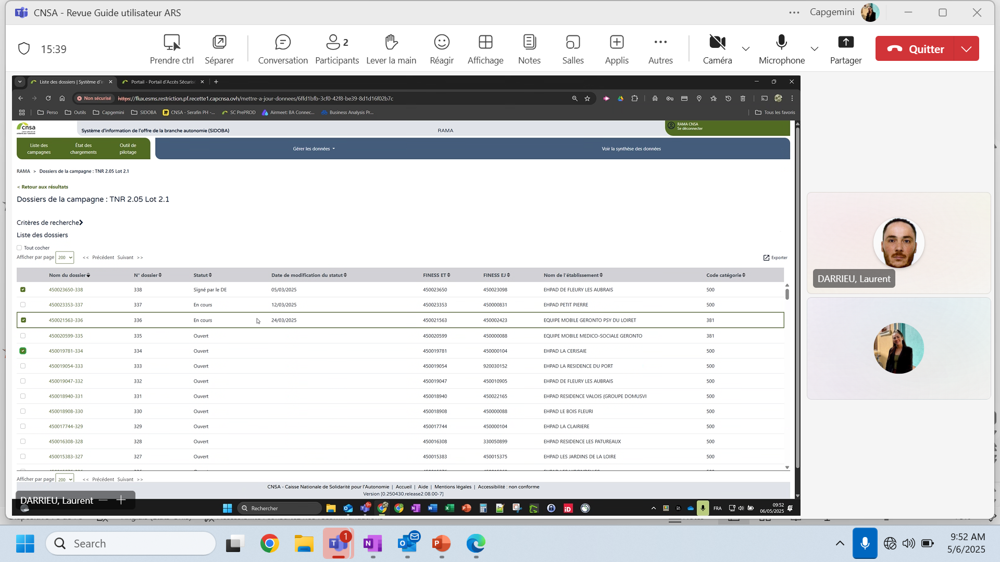 CNSA - Revue Guide utilisateur ARS
Capgemini
15:39
Prendre ctrl
Séparer
Conversation
2
Participants
Lever la main
Réagir
Affichage
Notes
Salles
Applis
Autres
Caméra
Microphone
Partager
Quitter
Liste des dossiers | Système d'in
Portail - Portail d'Accès Sécuris
Non sécurisé
https://flux.esms.restriction.pf.recette1.capcnsa.ovh/mettre-a-jour-donnees/6ffd1bfb-3cf0-42f8-be39-8d1d16f02b7c
Perso
Outils
Capgemini
SIDOBA
CNSA - Serafin PH -...
SC PrePROD
Airmeet: BA Connec...
Business Analysis Pr...
Tous les favoris
cnsa
Système d'information de l'offre de la branche autonomie (SIDOBA)
RAMA
RAMA CNSA
Se déconnecter
Liste des campagnes
État des chargements
Outil de pilotage
Gérer les données
Voir la synthèse des données
RAMA > Dossiers de la campagne : TNR 2.05 Lot 2.1
< Retour aux résultats
Dossiers de la campagne : TNR 2.05 Lot 2.1
Critères de recherche
Liste des dossiers
Tout cocher
Afficher par page 200 << Précédent Suivant >>
Exporter
Nom du dossier N° dossier Statut Date de modification du statut FINESS ET FINESS EJ Nom de l'établissement Code catégorie
450023650-338 338 Signé par le DE 05/03/2025 450023650 450023098 EHPAD DE FLEURY LES AUBRAIS 500
450023353-337 337 En cours 12/03/2025 450023353 450000831 EHPAD PETIT PIERRE 500
450021563-336 336 En cours 24/03/2025 450021563 450002423 EQUIPE MOBILE GERONTO PSY DU LOIRET 381
450020599-335 335 Ouvert 450020599 450000088 EQUIPE MOBILE MEDICO-SOCIALE GERONTO 381
450019781-334 334 Ouvert 450019781 450000104 EHPAD LA CERISAIE 500
450019054-333 333 Ouvert 450019054 920030152 EHPAD LA RESIDENCE DU PORT 500
450019047-332 332 Ouvert 450019047 450010905 EHPAD DE FLEURY LES AUBRAIS 500
450018940-331 331 Ouvert 450018940 450022165 EHPAD RESIDENCE VALOIS (GROUPE DOMUSVI 500
450018908-330 330 Ouvert 450018908 450000088 EHPAD LE BOIS FLEURI 500
450017744-329 329 Ouvert 450017744 450000104 EHPAD LA CLAIRIERE 500
450016308-328 328 Ouvert 450016308 330050899 EHPAD RESIDENCE LES PATUREAUX 500
450015383-327 327 Ouvert 450015383 450015375 EHPAD LES JARDINS DE LA LOIRE 500
Afficher par page 200 << Précédent Suivant >>
CNSA - Caisse Nationale de Solidarité pour l'Autonomie | Accueil | Aide | Mentions légales | Accessibilité : non conforme
Version [0.250430.release2.08.00-7]
DARRIEU, Laurent
DARRIEU, Laurent
Rechercher
9+
FRA
09:52
06/05/2025
Search
1
9:52 AM
5/6/2025